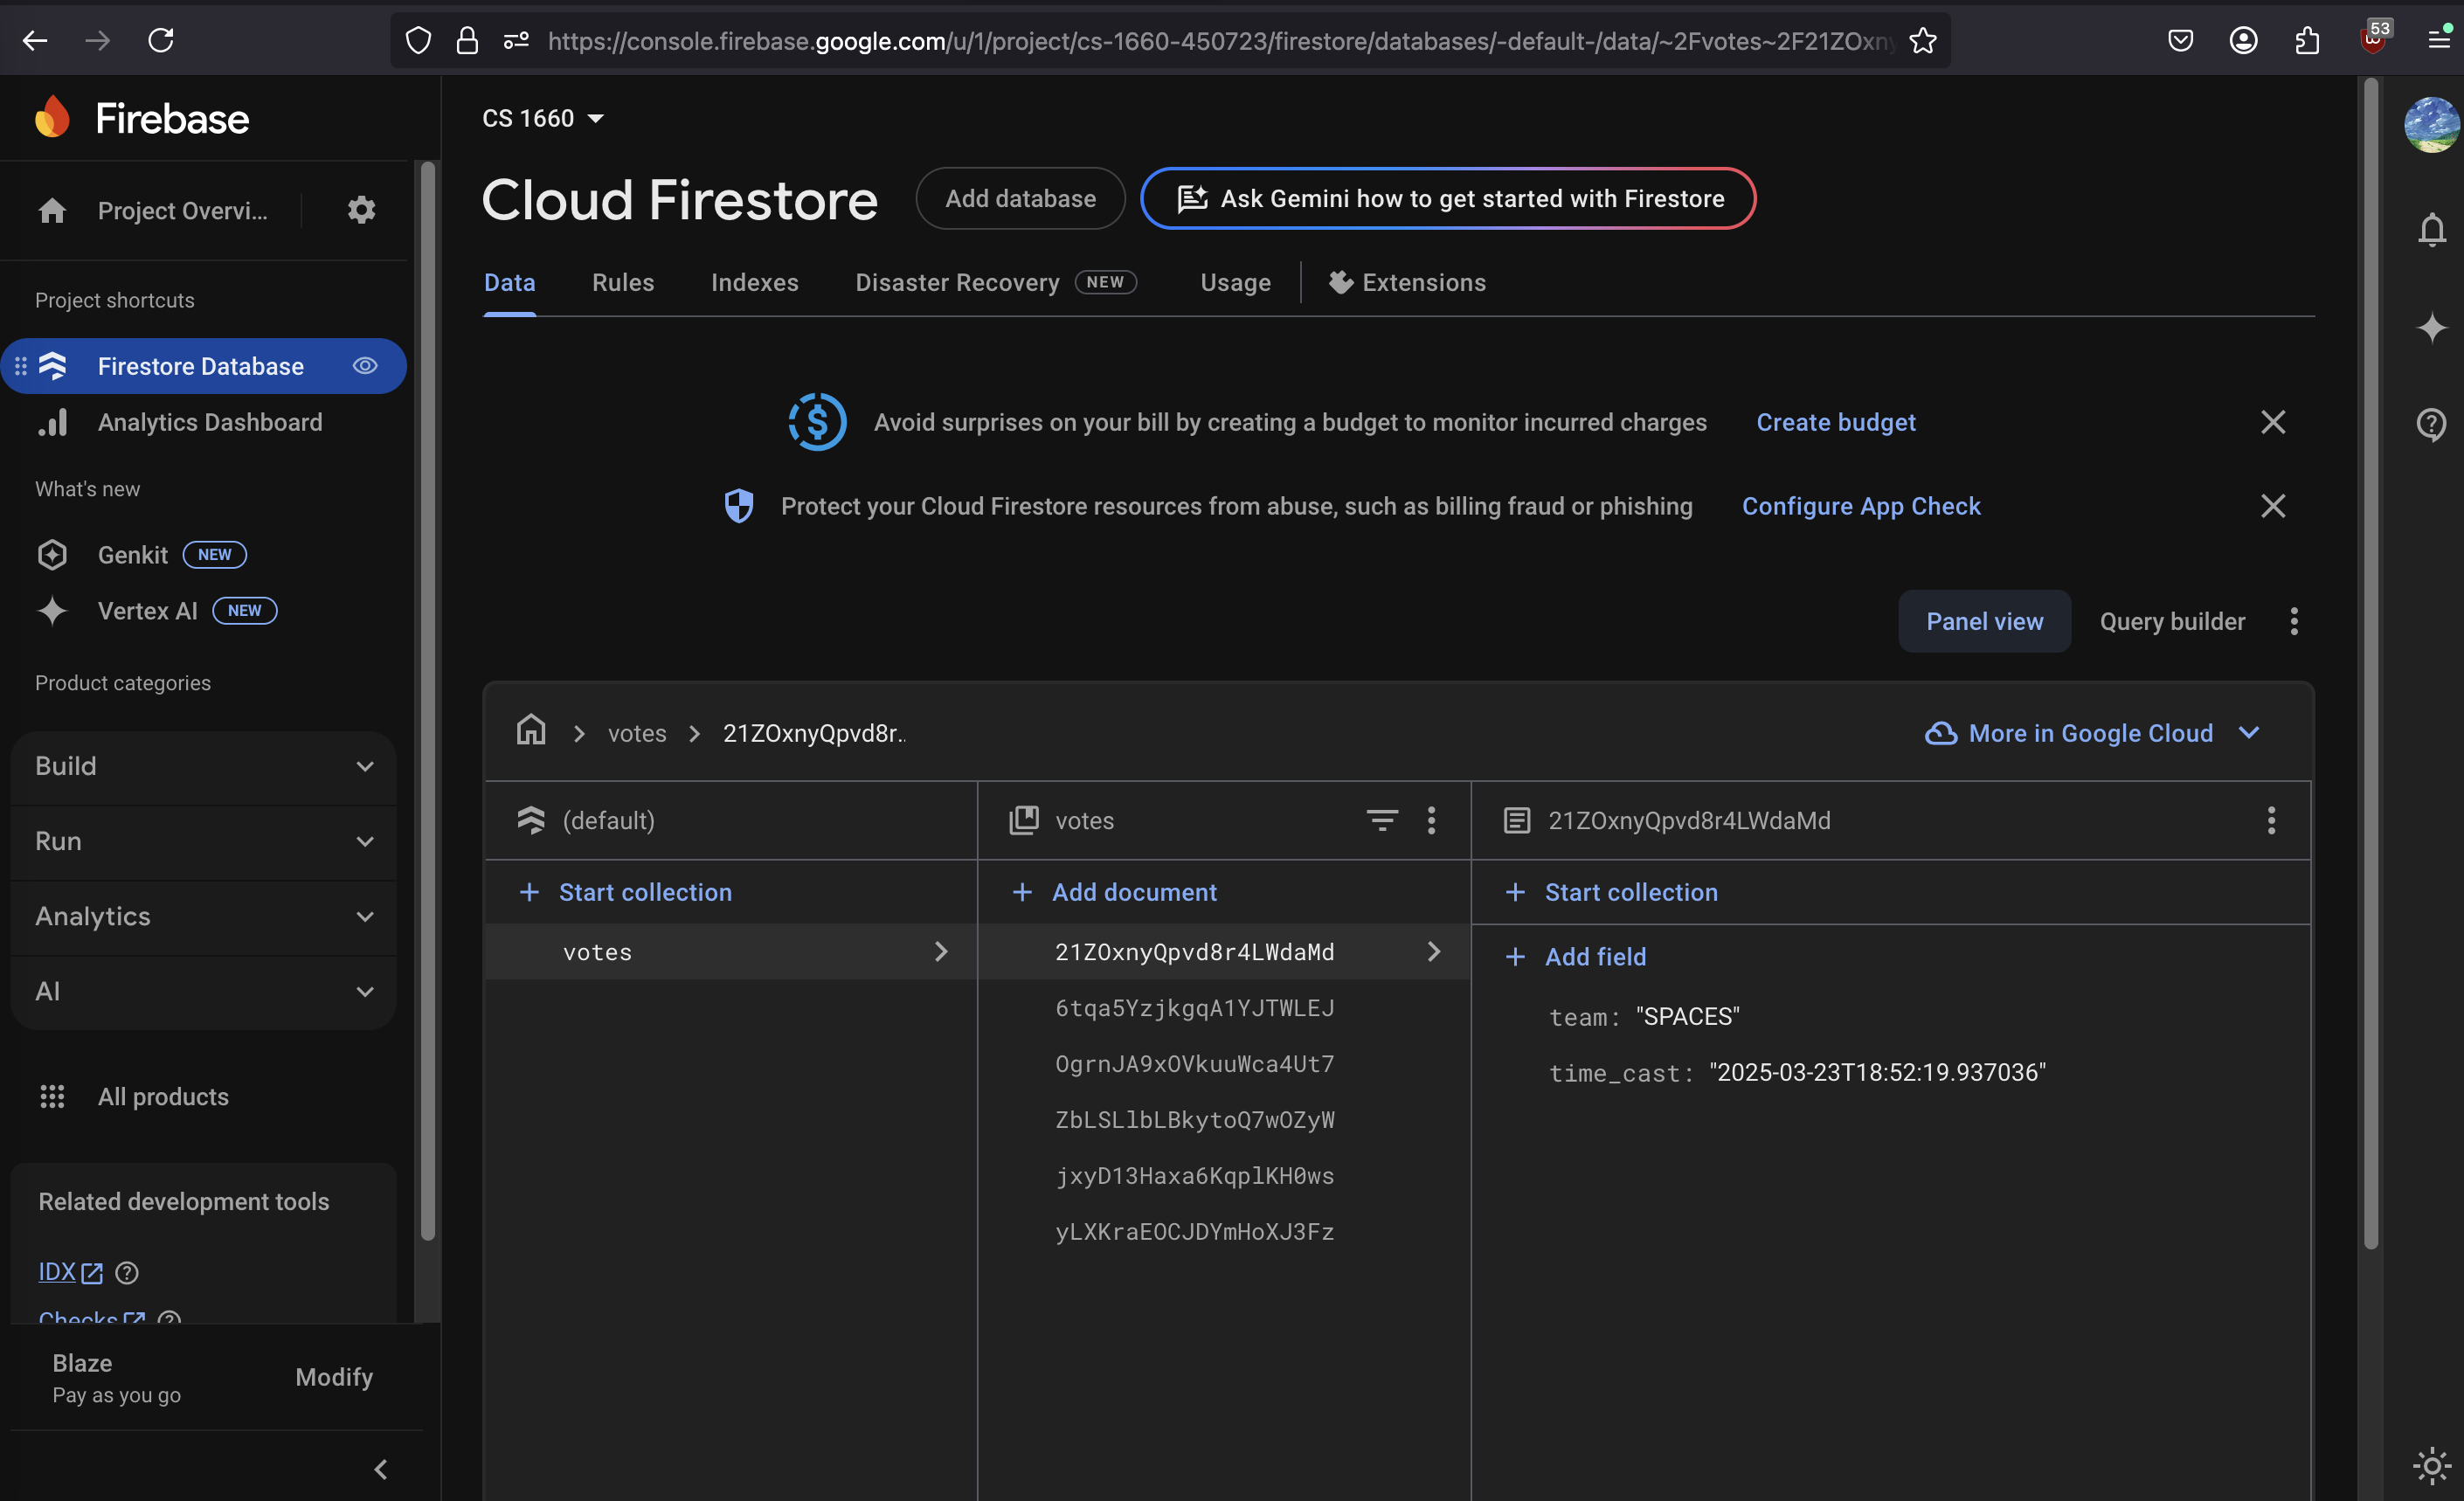 https://console.firebase.google.com/u/1/project/cs-1660-450723/firestore/databases/-default-/data/~2Fvotes~2F21ZOxny
53
Firebase
Project Overvi...
Project shortcuts
Firestore Database
Analytics Dashboard
What's new
Genkit NEW
Vertex AI NEW
Product categories
Build
Run
Analytics
AI
All products
Related development tools
IDX
Checks
Blaze
Pay as you go
Modify
CS 1660
Cloud Firestore
Add database
Ask Gemini how to get started with Firestore
Data Rules Indexes Disaster Recovery NEW Usage Extensions
Avoid surprises on your bill by creating a budget to monitor incurred charges Create budget
Protect your Cloud Firestore resources from abuse, such as billing fraud or phishing Configure App Check
Panel view Query builder
votes 21ZOxnyQpvd8r..
More in Google Cloud
(default)
Start collection
votes
votes
Add document
21ZOxnyQpvd8r4LWdaMd
6tqa5YzjkgqA1YJTWLEJ
OgrnJA9xOVkuuWca4Ut7
ZbLSLlbLBkytoQ7wOZyW
jxyD13Haxa6KqplKH0ws
yLXKraEOCJDYmHoXJ3Fz
21ZOxnyQpvd8r4LWdaMd
Start collection
Add field
team: "SPACES"
time_cast: "2025-03-23T18:52:19.937036"